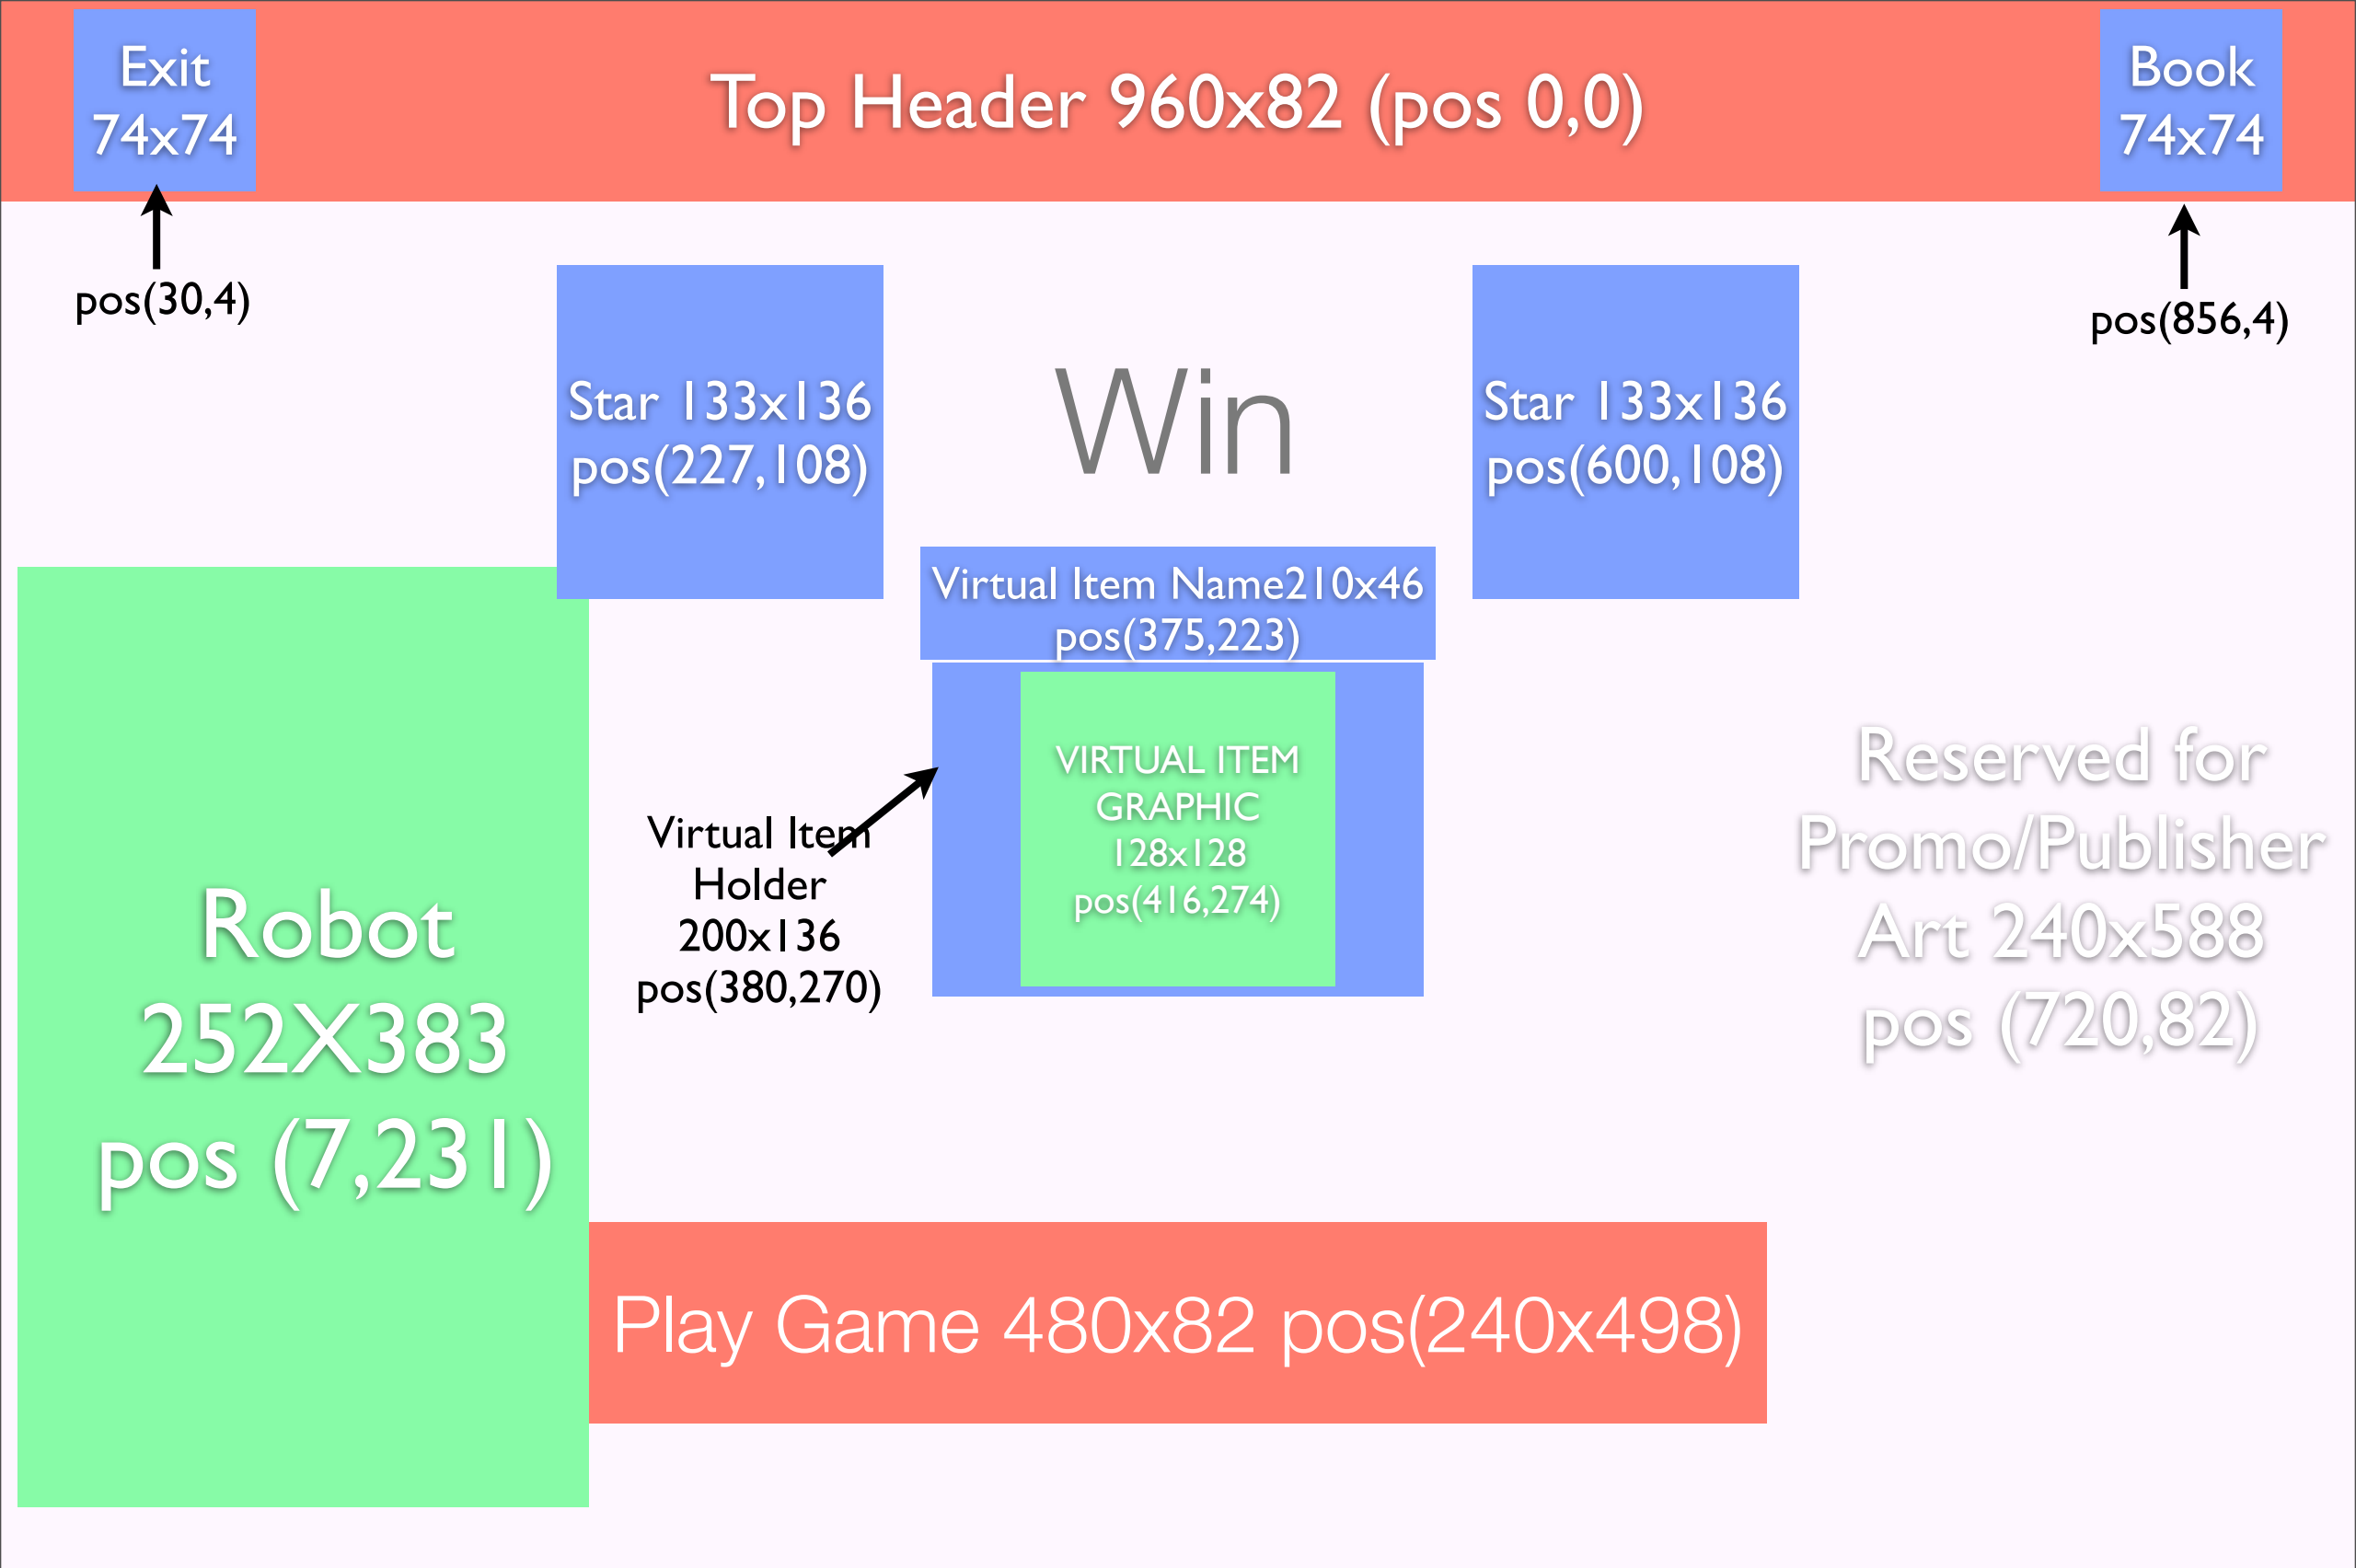 Exit
74x74
Top Header 960x82 (pos 0,0)
Book
74x74
pos(30,4)
pos(856,4)
Star 133x136
pos(227,108)
Win
Star 133x136
pos(600,108)
Virtual Item Name210x46
pos(375,223)
VIRTUAL ITEM
GRAPHIC
128x128
pos(416,274)
Virtual Item
Holder
200x136
pos(380,270)
Robot
252X383
pos (7,231)
Reserved for
Promo/Publisher
Art 240x588
pos (720,82)
Play Game 480x82 pos(240x498)